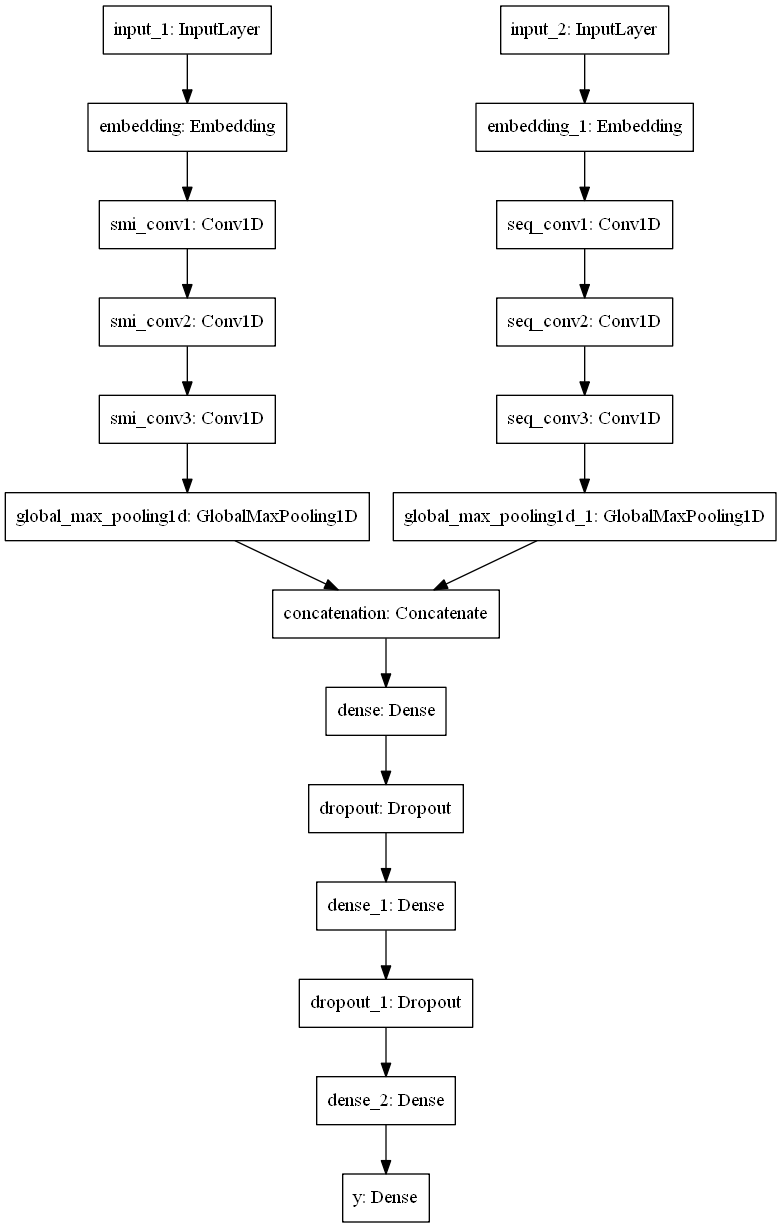 input_1: InputLayer
input_2: InputLayer
embedding: Embedding
embedding_1: Embedding
smi_conv1: Conv1D
seq_conv1: Conv1D
smi_conv2: Conv1D
seq_conv2: Conv1D
smi_conv3: Conv1D
seq_conv3: Conv1D
global_max_pooling1d: GlobalMaxPooling1D
global_max_pooling1d_1: GlobalMaxPooling1D
concatenation: Concatenate
dense: Dense
dropout: Dropout
dense_1: Dense
dropout_1: Dropout
dense_2: Dense
y: Dense